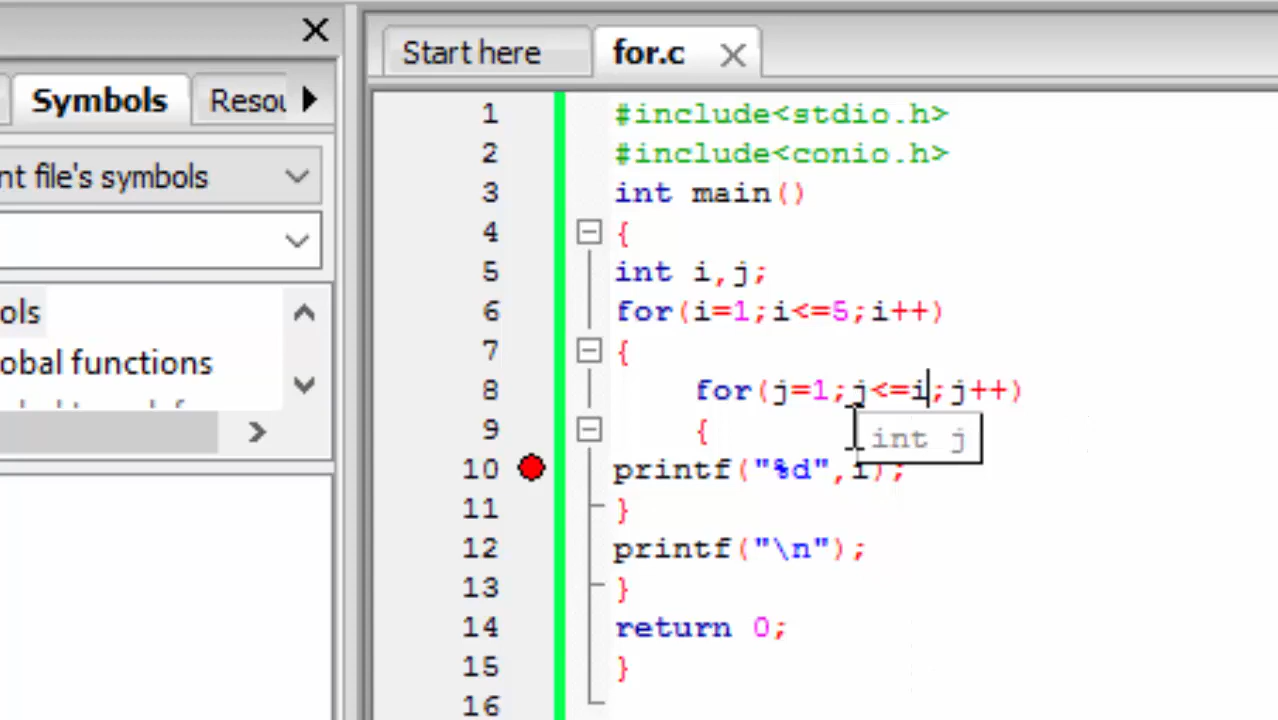 Start here
for.c
Symbols
Resou
nt file's symbols
ols
obal functions
1 #include<stdio.h>
2 #include<conio.h>
3 int main()
4 {
5 int i,j;
6 for(i=1;i<=5;i++)
7 {
8 for(j=1;j<=i;j++)
9 {
int j
10 printf("%d",i);
11 }
12 printf("\n");
13 }
14 return 0;
15 }
16